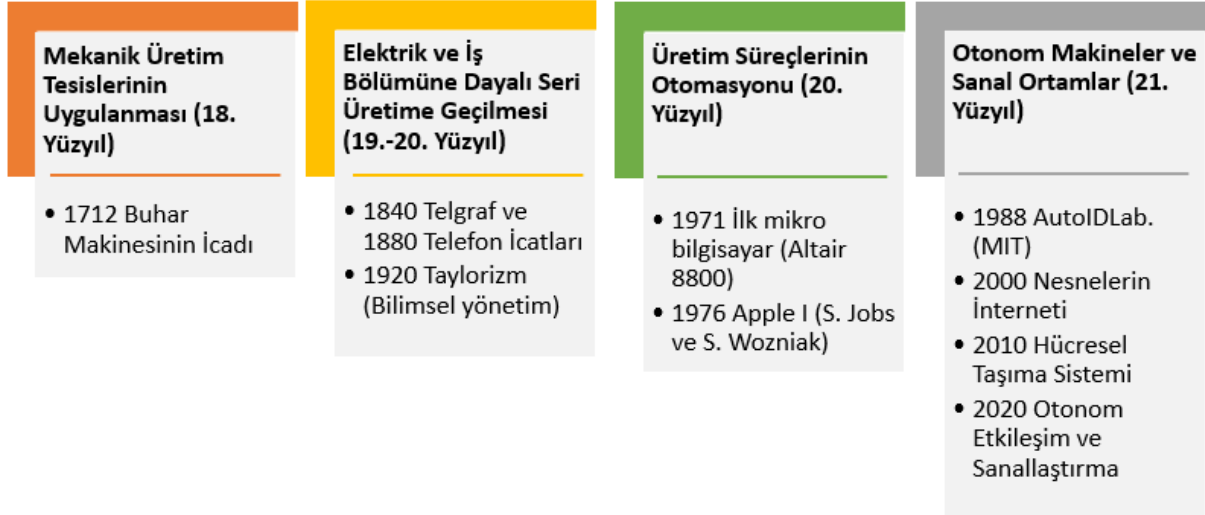 Mekanik Üretim
Tesislerinin
Uygulanması (18.
Yüzyıl)
• 1712 Buhar
Makinesinin İcadı
Elektrik ve İş
Bölümüne Dayalı Seri
Üretime Geçilmesi
(19.-20. Yüzyıl)
• 1840 Telgraf ve
1880 Telefon İcatları
• 1920 Taylorizm
(Bilimsel yönetim)
Üretim Süreçlerinin
Otomasyonu (20.
Yüzyıl)
• 1971 İlk mikro
bilgisayar (Altair
8800)
• 1976 Apple I (S. Jobs
ve S. Wozniak)
Otonom Makineler ve
Sanal Ortamlar (21.
Yüzyıl)
• 1988 AutoIDLab.
(MIT)
• 2000 Nesnelerin
İnterneti
• 2010 Hücresel
Taşıma Sistemi
• 2020 Otonom
Etkileşim ve
Sanallaştırma